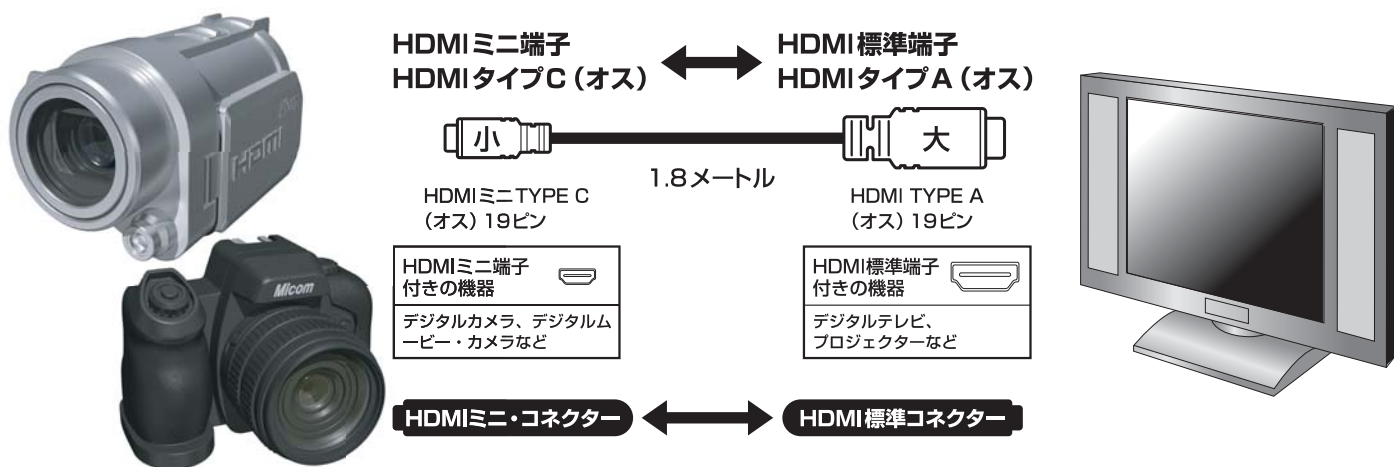 HDMIミニ端子
HDMIタイプC（オス）
HDMI標準端子
HDMIタイプA（オス）
小
大
1.8メートル
HDMIミニTYPE C
（オス）19ピン
HDMI TYPE A
（オス）19ピン
HDMIミニ端子
付きの機器
デジタルカメラ、デジタルム
ービー・カメラなど
HDMI標準端子
付きの機器
デジタルテレビ、
プロジェクターなど
HDMIミニ・コネクター
HDMI標準コネクター
HDMI
Micom